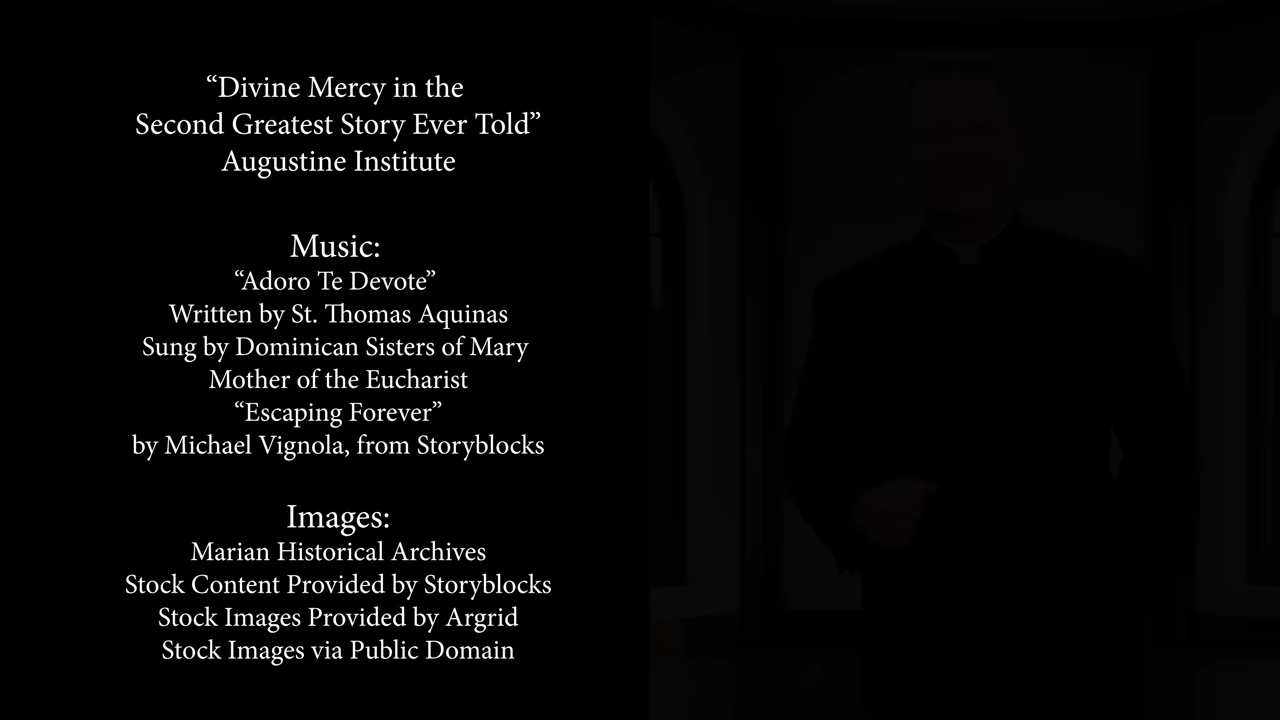 “Divine Mercy in the
Second Greatest Story Ever Told”
Augustine Institute
Music:
“Adoro Te Devote”
Written by St. Thomas Aquinas
Sung by Dominican Sisters of Mary
Mother of the Eucharist
“Escaping Forever”
by Michael Vignola, from Storyblocks
Images:
Marian Historical Archives
Stock Content Provided by Storyblocks
Stock Images Provided by Argrid
Stock Images via Public Domain